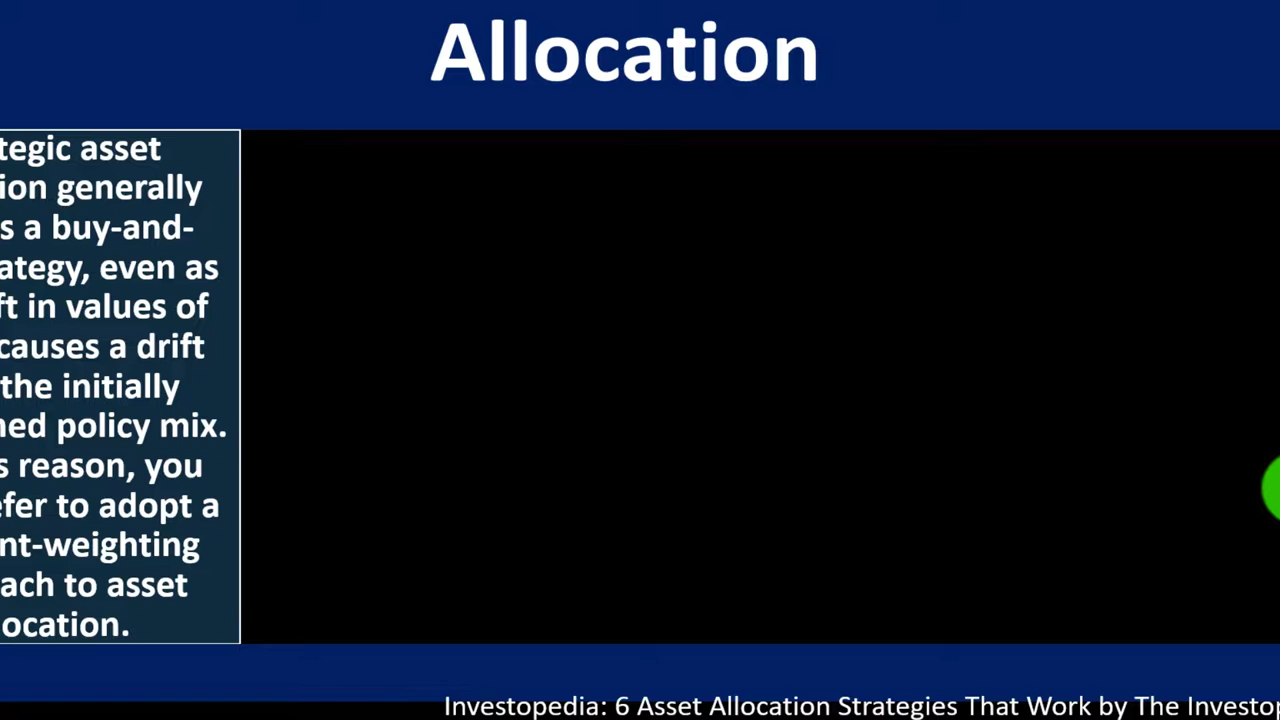 Allocation
tegic asset
ion generally
s a buy-and-
ategy, even as
ft in values of
causes a drift
the initially
ned policy mix.
s reason, you
efer to adopt a
nt-weighting
ach to asset
ocation.
Investopedia: 6 Asset Allocation Strategies That Work by The Investop